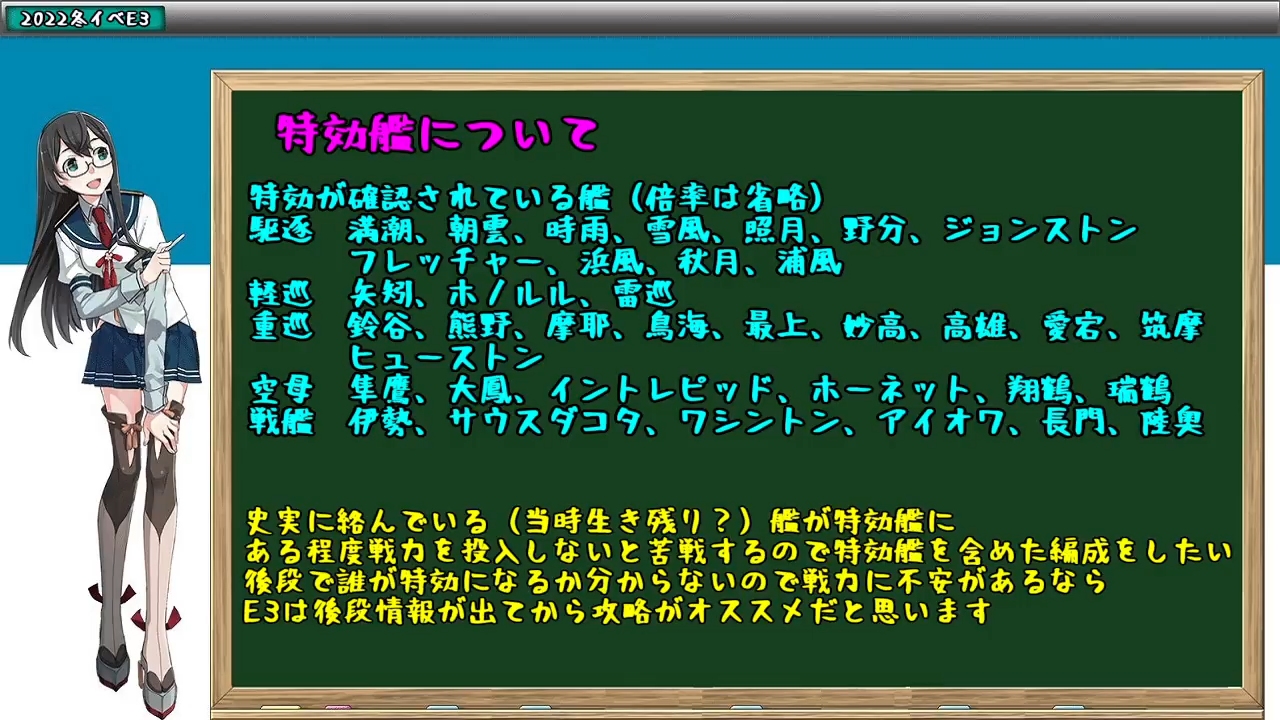 2022冬イベE3
特効艦について
特効が確認されている艦（倍率は省略）
駆逐　満潮、朝雲、時雨、雪風、照月、野分、ジョンストン
フレッチャー、浜風、秋月、浦風
軽巡　矢矧、ホノルル、雷巡
重巡　鈴谷、熊野、摩耶、鳥海、最上、妙高、高雄、愛宕、筑摩
ヒューストン
空母　隼鷹、大鳳、イントレピッド、ホーネット、翔鶴、瑞鶴
戦艦　伊勢、サウスダコタ、ワシントン、アイオワ、長門、陸奥
史実に絡んでいる（当時生き残り？）艦が特効艦に
ある程度戦力を投入しないと苦戦するので特効艦を含めた編成をしたい
後段で誰が特効になるか分からないので戦力に不安があるなら
E3は後段情報が出てから攻略がオススメだと思います